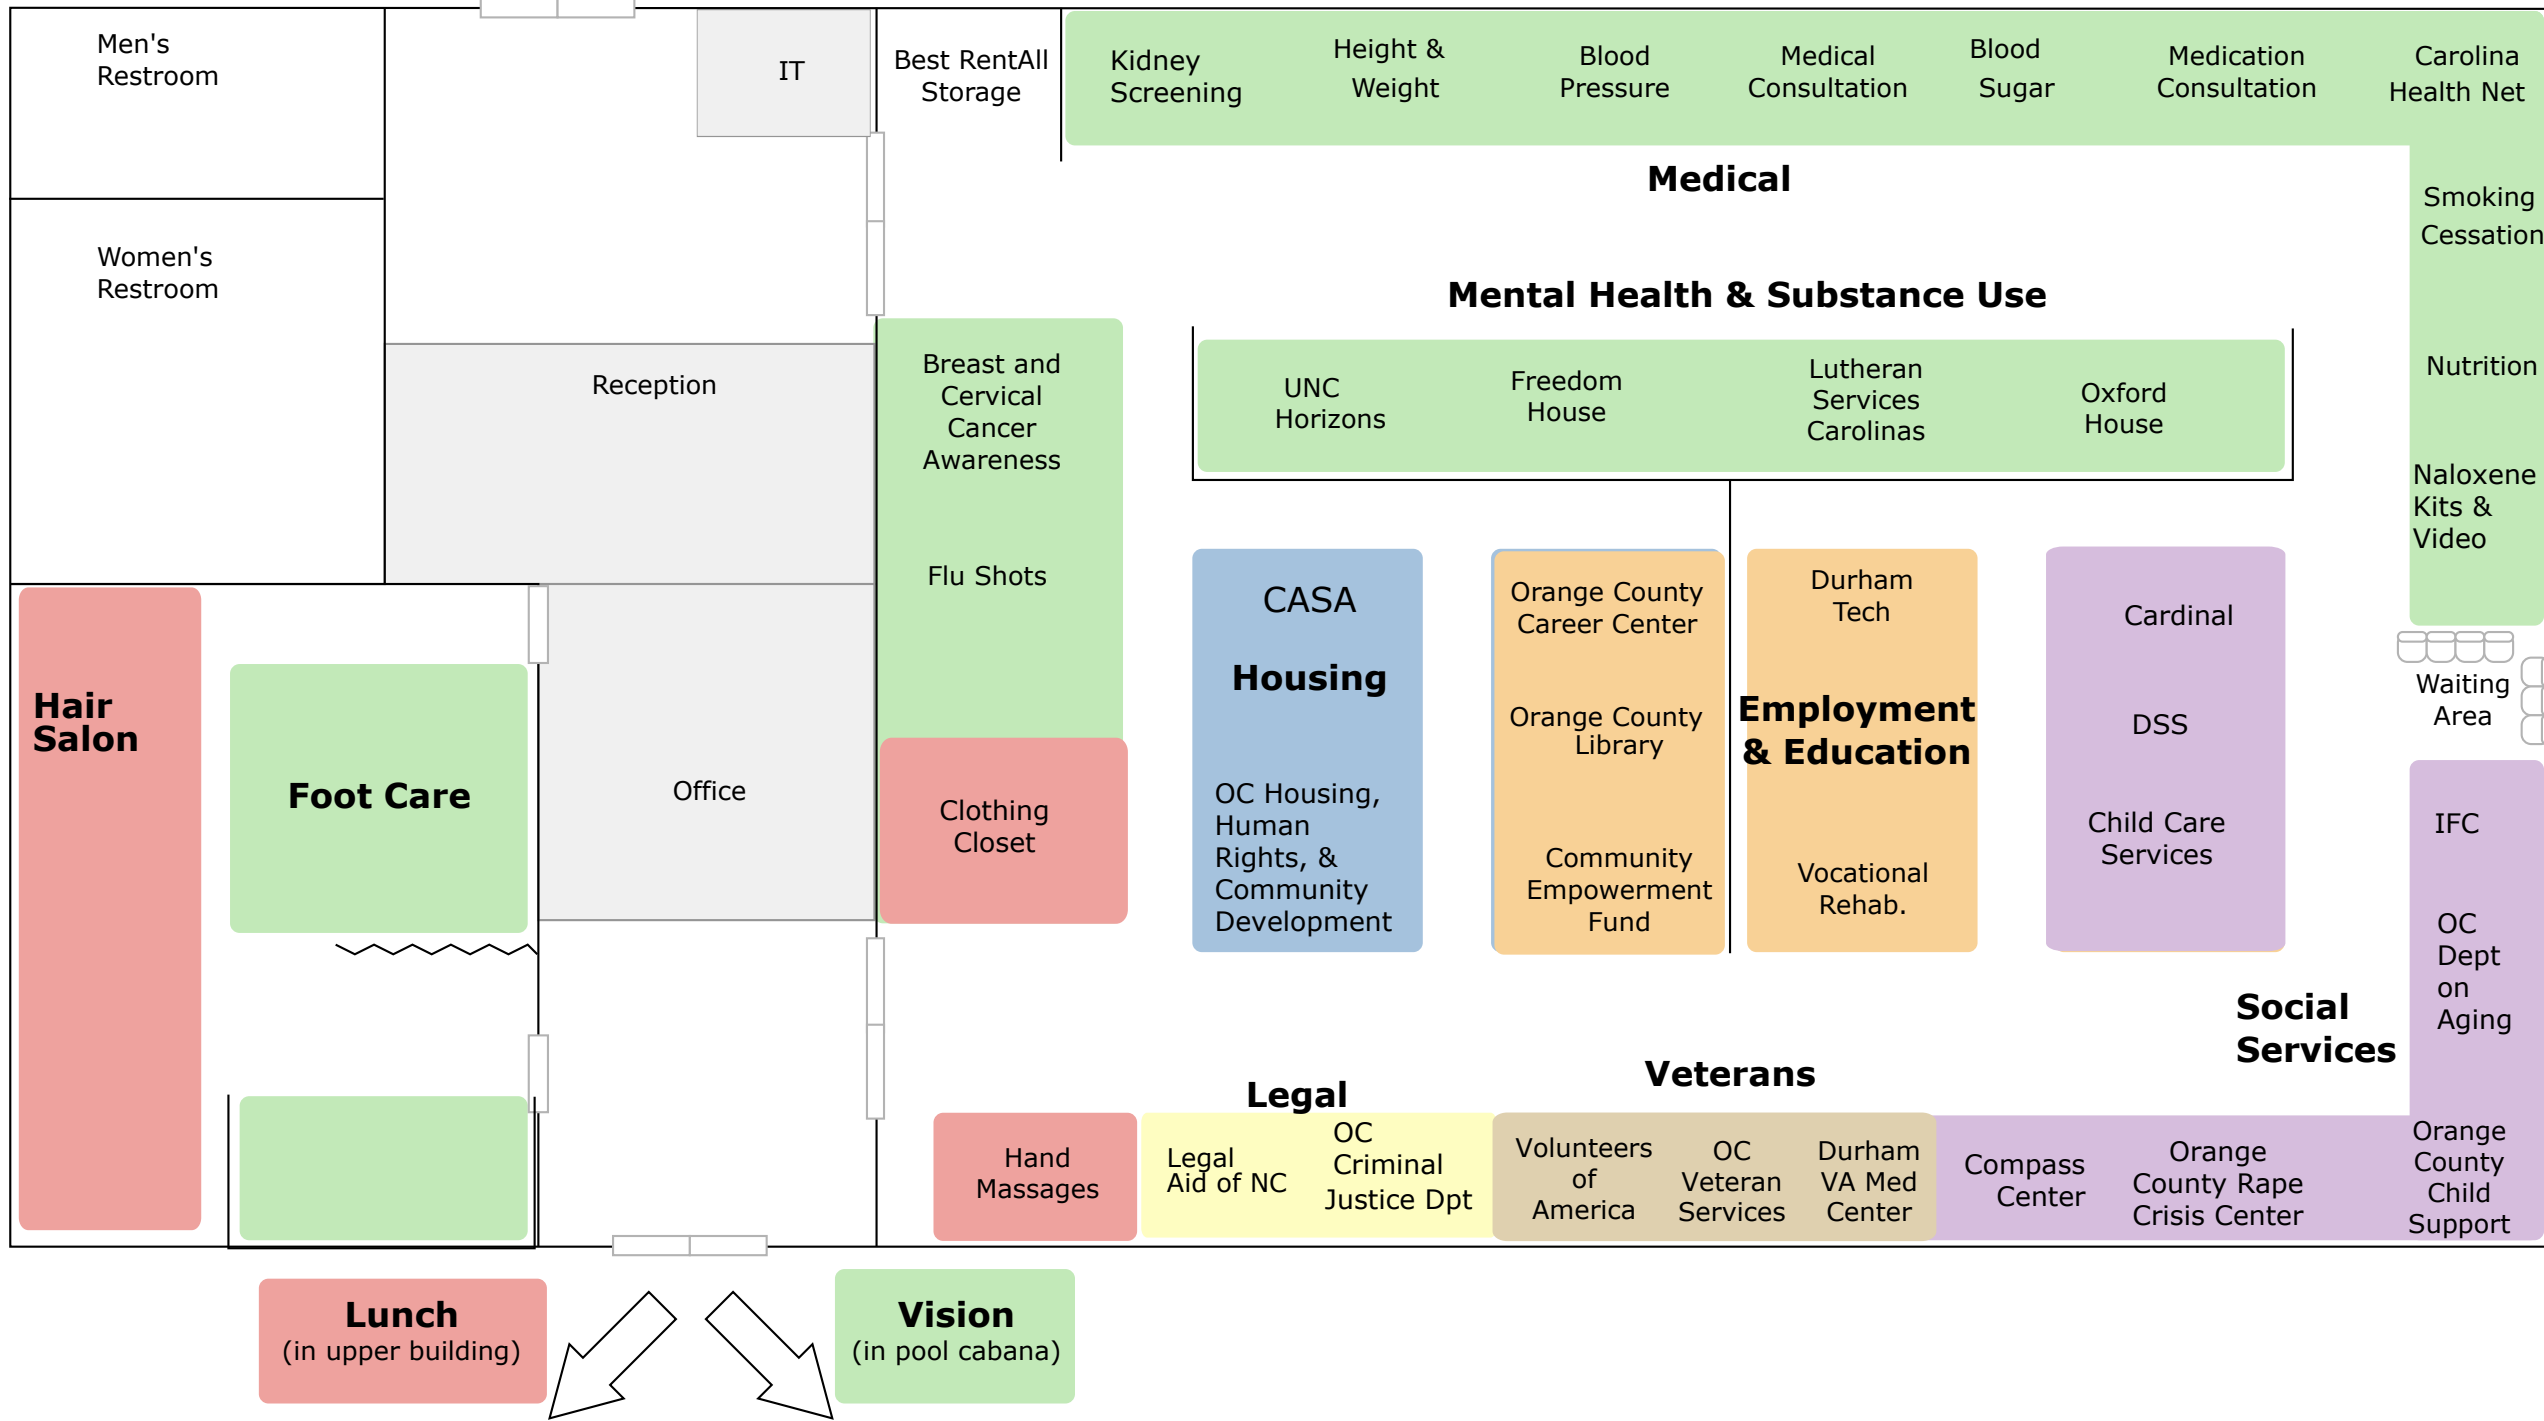 Men's
Restroom
IT
Best RentAll
Storage
Kidney
Screening
Height &
Weight
Blood
Pressure
Medical
Consultation
Blood
Sugar
Medication
Consultation
Carolina
Health Net
Medical
Smoking
Cessation
Women's
Restroom
Mental Health & Substance Use
Reception
Breast and
Cervical
Cancer
Awareness
UNC
Horizons
Freedom
House
Lutheran
Services
Carolinas
Oxford
House
Nutrition
Naloxene
Kits &
Video
Flu Shots
CASA
Housing
OC Housing,
Human
Rights, &
Community
Development
Orange County
Career Center
Orange County
Library
Community
Empowerment
Fund
Durham
Tech
Employment
& Education
Vocational
Rehab.
Cardinal
DSS
Child Care
Services
Waiting
Area
Hair
Salon
Foot Care
Office
Clothing
Closet
IFC
OC
Dept
on
Aging
Social
Services
Legal
Veterans
Hand
Massages
Legal
Aid of NC
OC
Criminal
Justice Dpt
Volunteers
of
America
OC
Veteran
Services
Durham
VA Med
Center
Compass
Center
Orange
County Rape
Crisis Center
Orange
County
Child
Support
Lunch
(in upper building)
Vision
(in pool cabana)